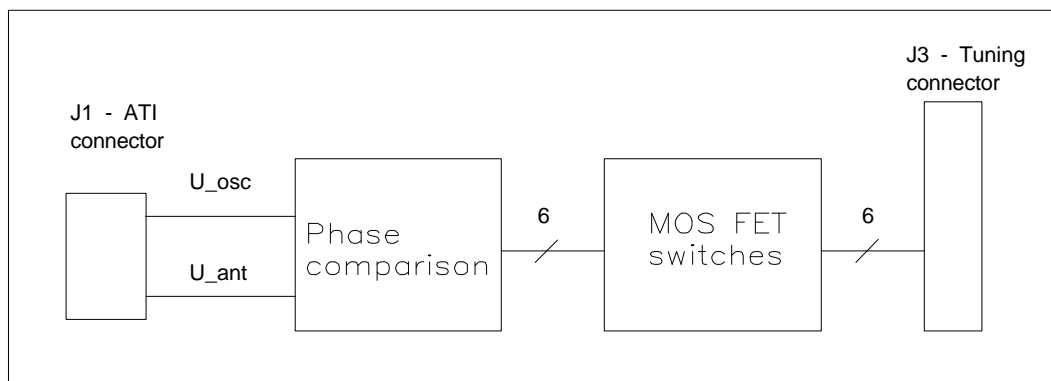 J1 - ATI
connector
U_osc
U_ant
Phase
comparison
6
MOS FET
switches
6
J3 - Tuning
connector